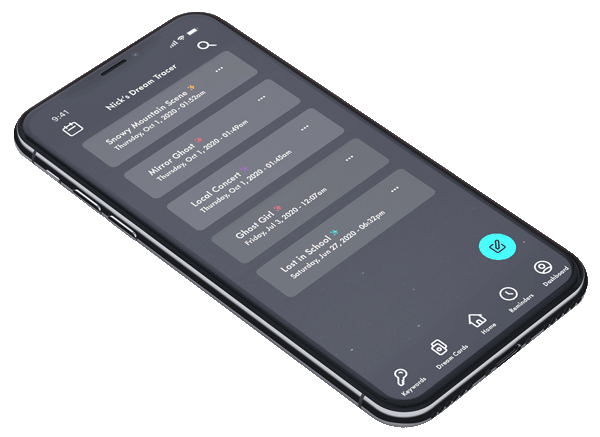 9:41
Nick's Dream Tracer
Snowy Mountain Scene
Thursday, Oct 1, 2020 - 01:52am
Mirror Ghost
Thursday, Oct 1, 2020 - 01:49am
Local Concert
Thursday, Oct 1, 2020 - 01:45am
Ghost Girl
Friday, Jul 3, 2020 - 12:07am
Lost in School
Saturday, Jun 27, 2020 - 06:32pm
Keywords
Dream Cards
Home
Reminders
Dashboard